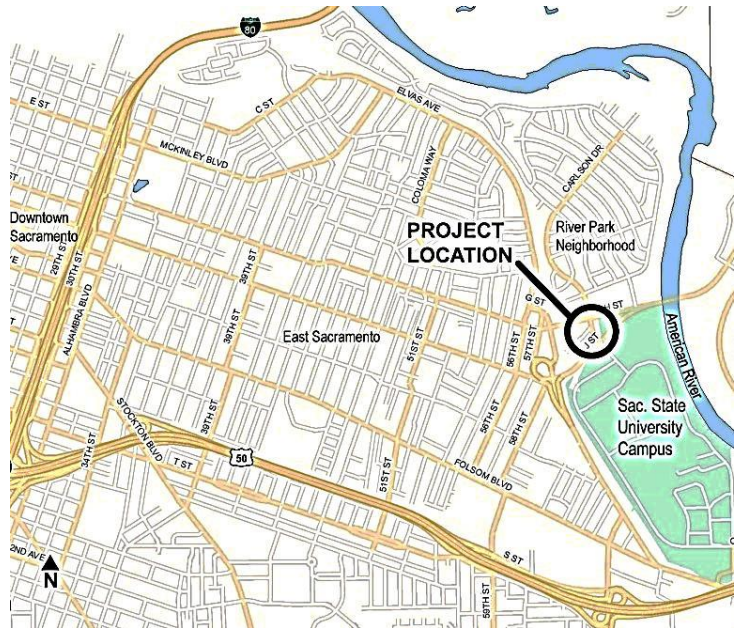 80
E ST
C ST
ELVAS AVE
MCKINLEY BLVD
COLOMA WAY
CARLSON DR
Downtown
Sacramento
29TH ST
30TH ST
ALHAMBRA BLVD
39TH ST
39TH ST
PROJECT
LOCATION
River Park
Neighborhood
G ST
H ST
J ST
East Sacramento
51ST ST
56TH ST
57TH ST
American River
STOCKTON BLVD
34TH ST
39TH ST
T ST
50
51ST ST
FOLSOM BLVD
56TH ST
58TH ST
Sac. State
University
Campus
2ND AVE
N
S ST
59TH ST